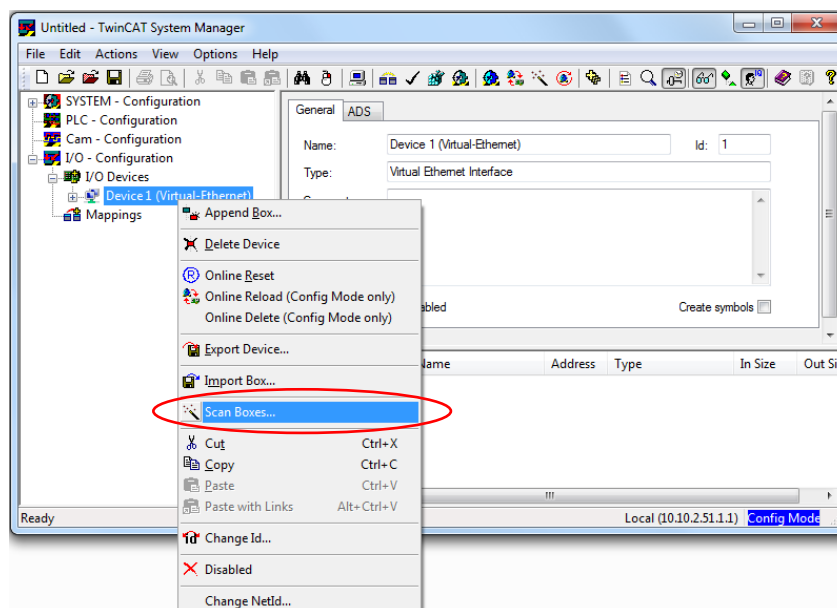 Untitled - TwinCAT System Manager
File Edit Actions View Options Help
SYSTEM - Configuration
PLC - Configuration
Cam - Configuration
I/O - Configuration
I/O Devices
Device 1 (Virtual-Ethernet)
Mappings
General ADS
Name: Device 1 (Virtual-Ethernet) Id: 1
Type: Virtual Ethernet Interface
Create symbols
Name Address Type In Size Out Si
Append Box...
Delete Device
Online Reset
Online Reload (Config Mode only)
Online Delete (Config Mode only)
Export Device...
Import Box...
Scan Boxes...
Cut Ctrl+X
Copy Ctrl+C
Paste Ctrl+V
Paste with Links Alt+Ctrl+V
Change Id...
Disabled
Change NetId...
Ready Local (10.10.2.51.1.1) Config Mode